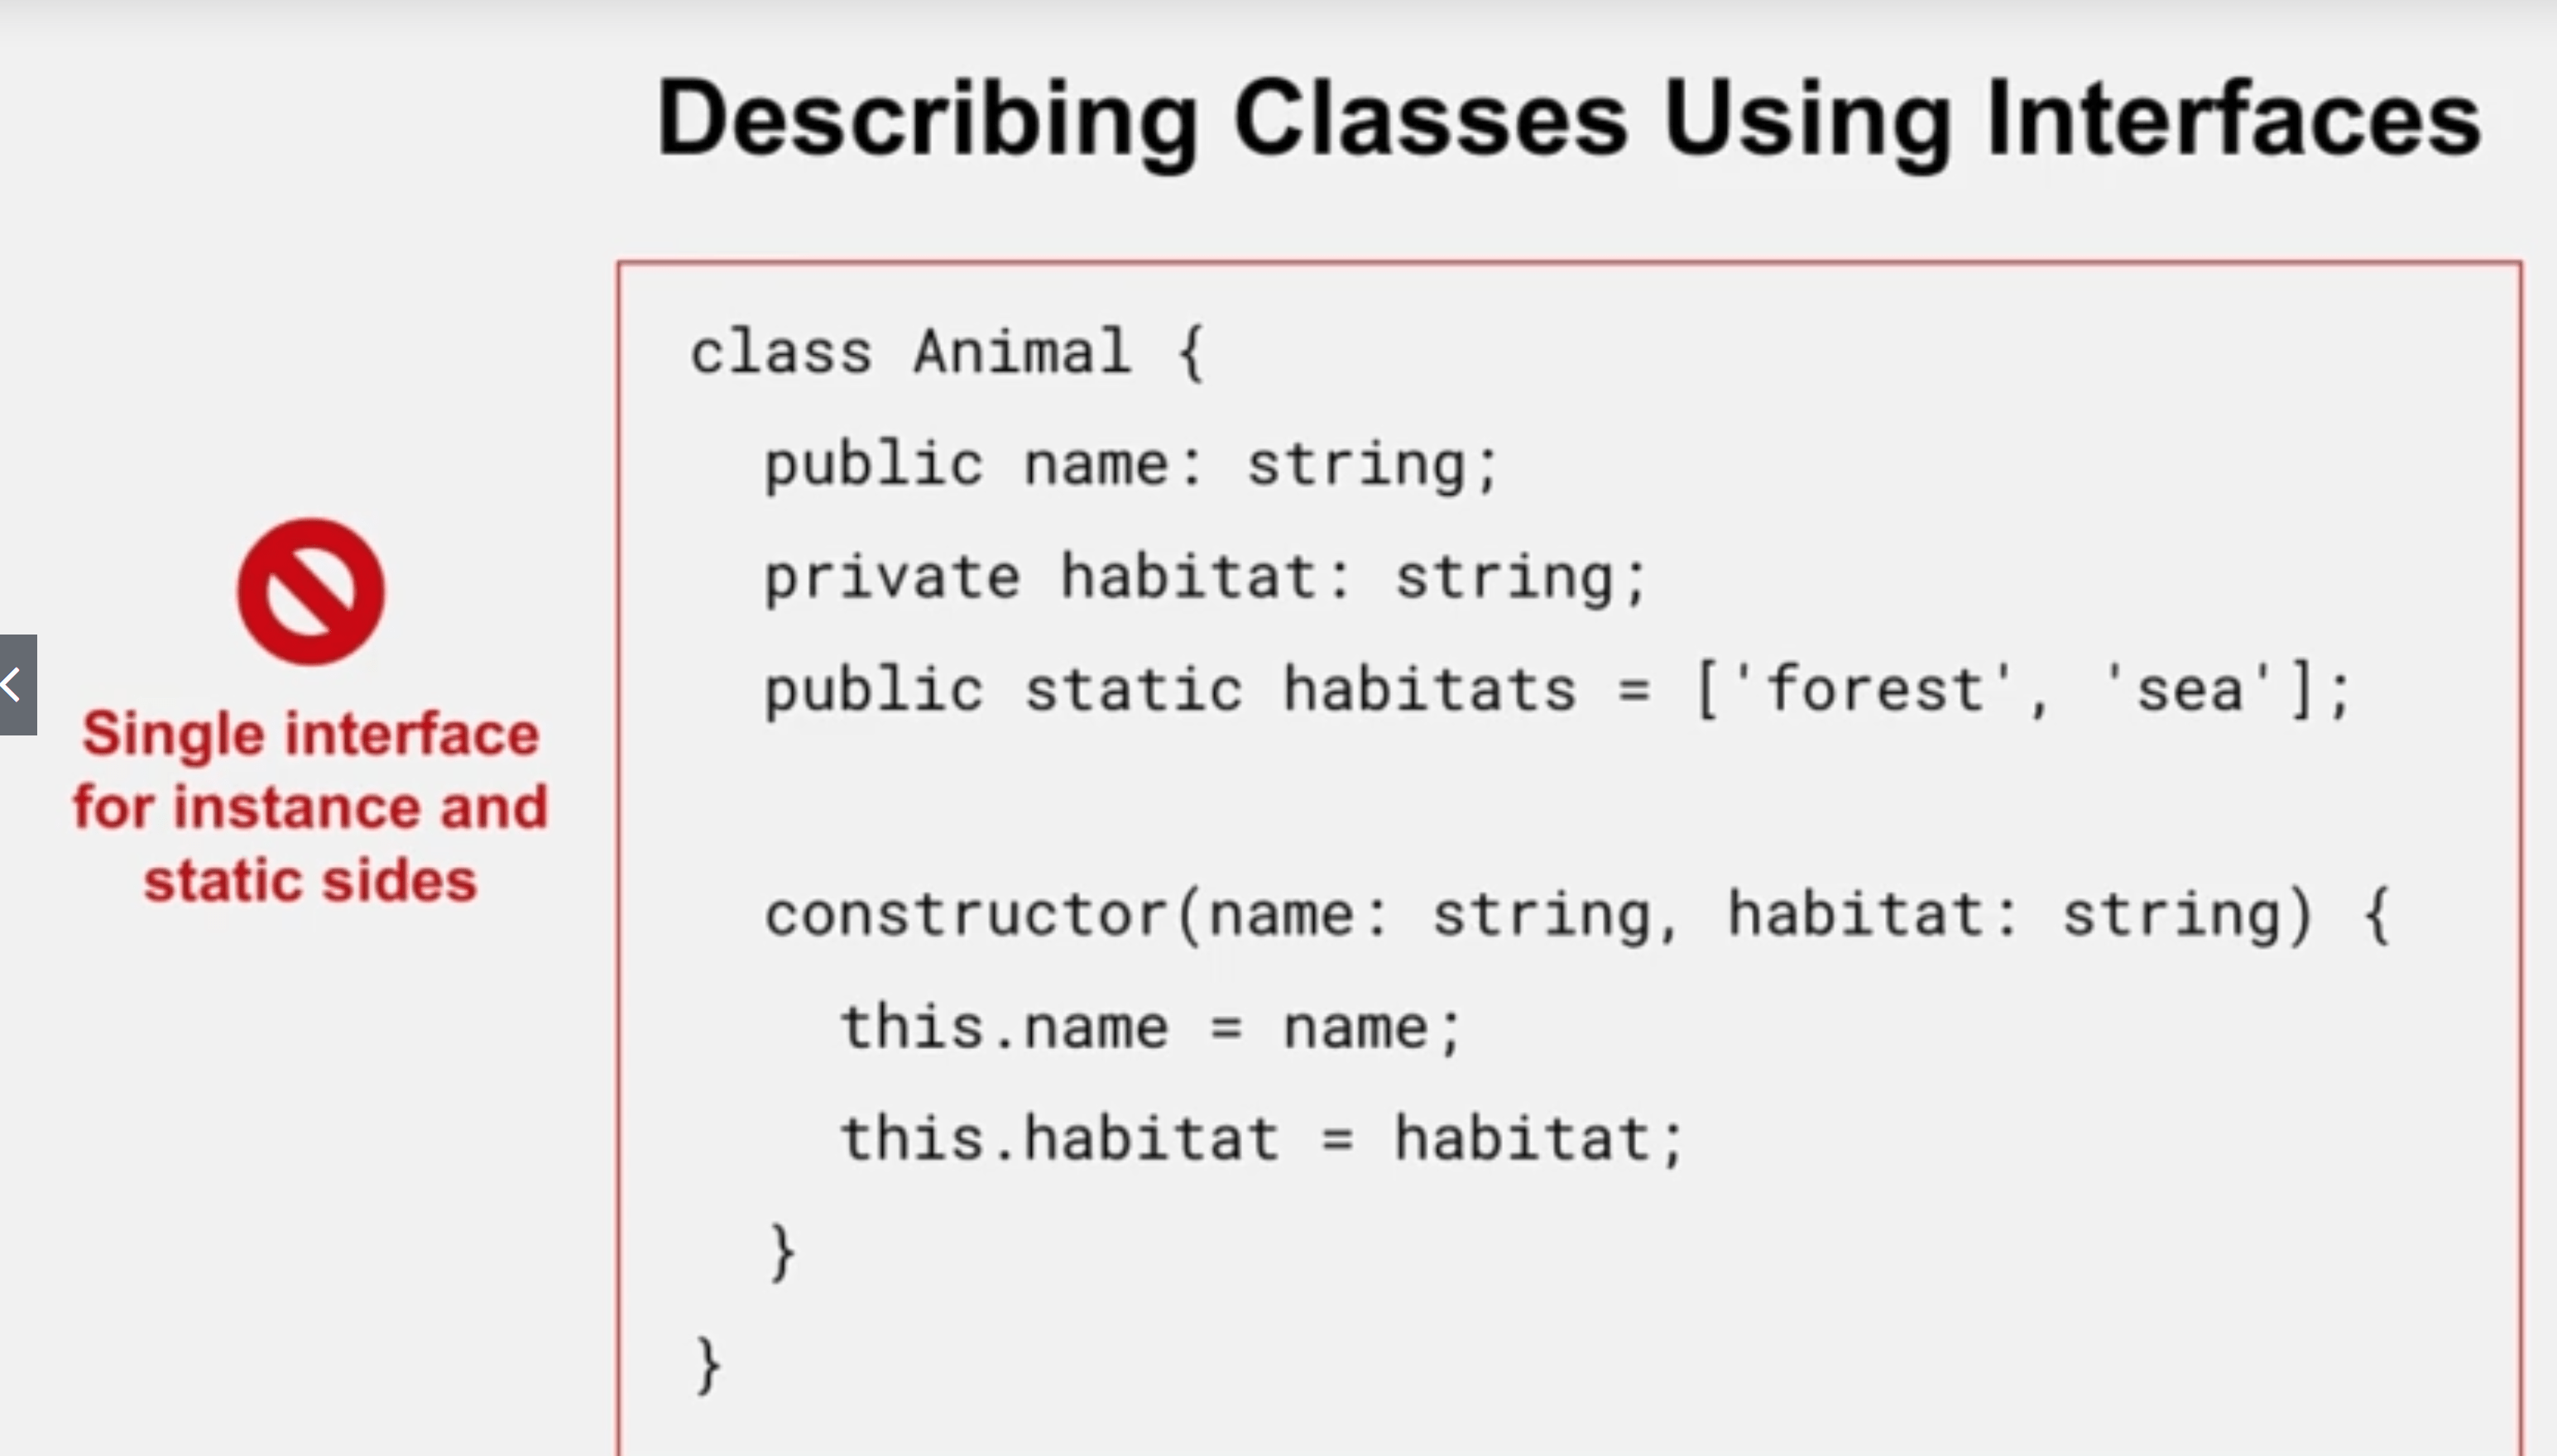 Describing Classes Using Interfaces
Single interface
for instance and
static sides
class Animal {
public name: string;
private habitat: string;
public static habitats = ['forest', 'sea'];
constructor(name: string, habitat: string) {
this.name = name;
this.habitat = habitat;
}
}